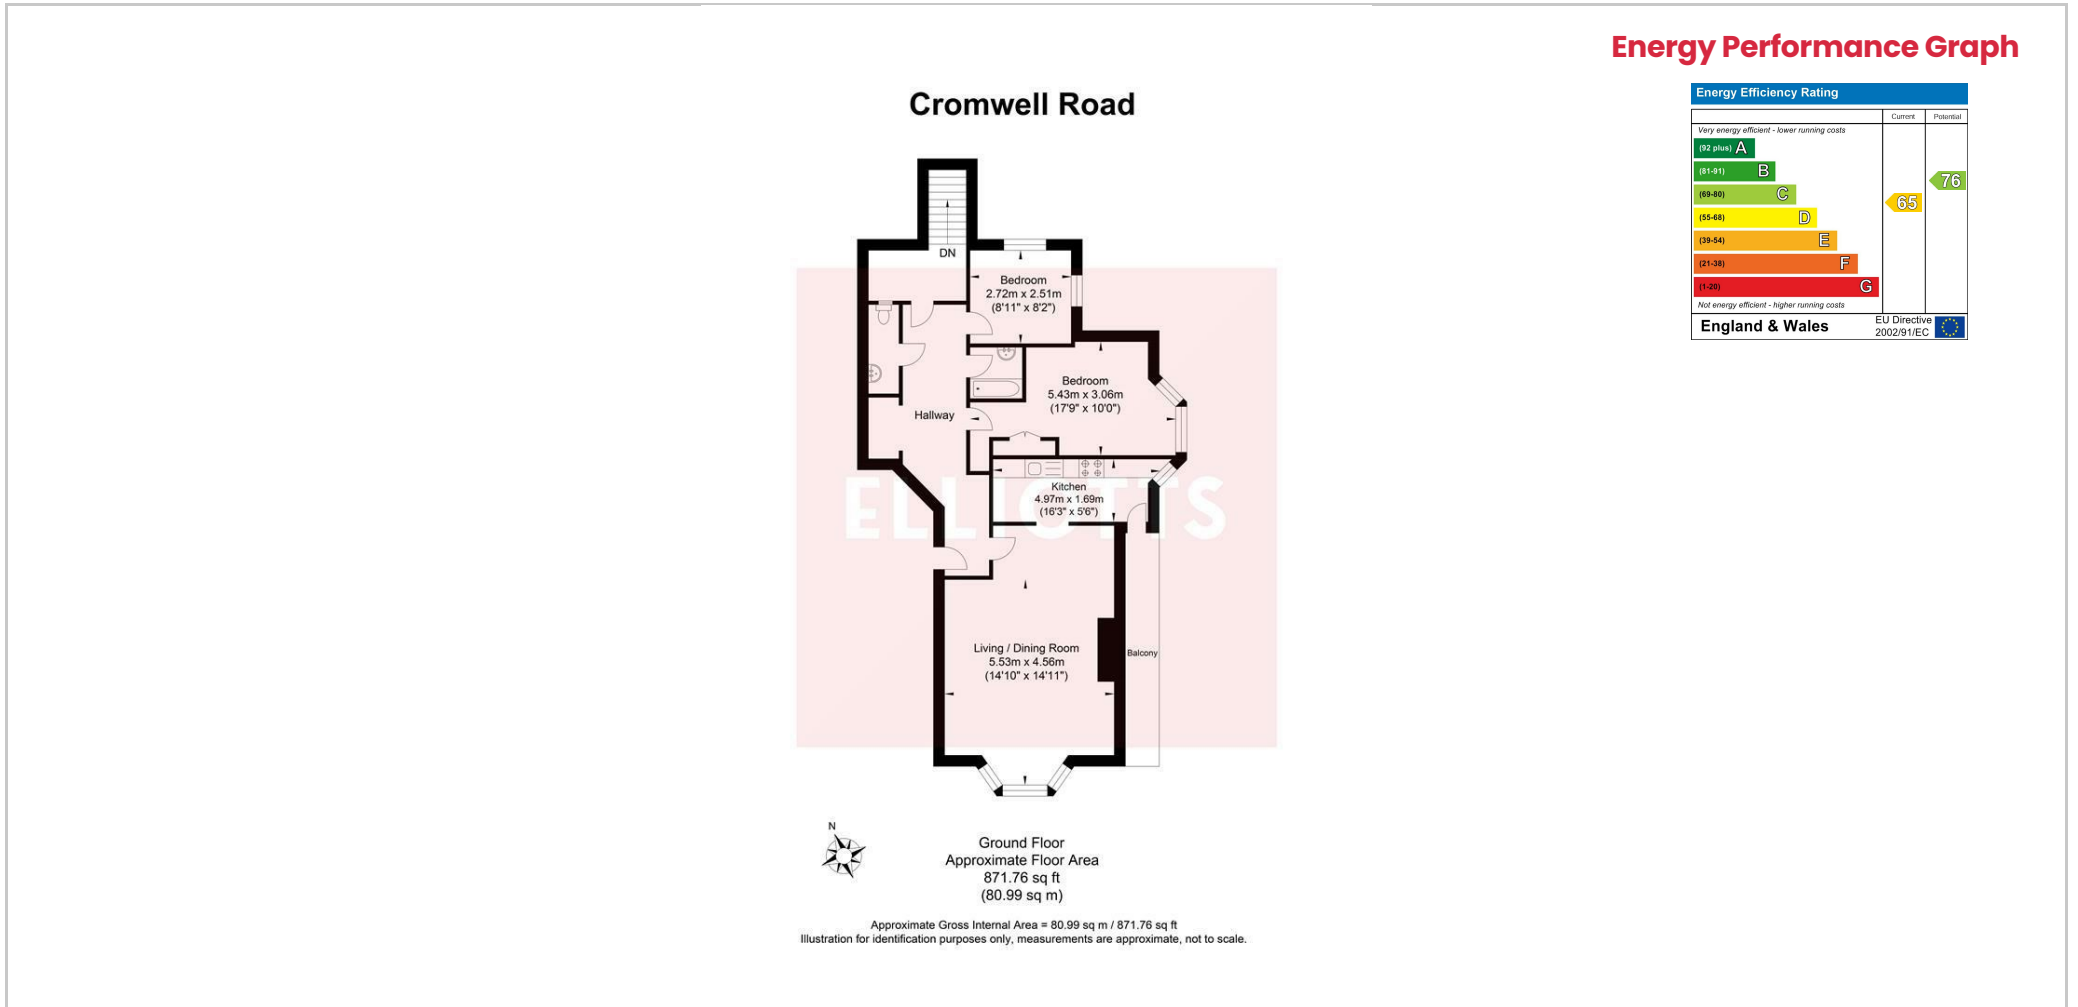 Energy Performance Graph
Cromwell Road
Energy Efficiency Rating
Current
Potential
Very energy efficient - lower running costs
(92 plus) A
(81-91) B
(69-80) C
(55-68) D
(39-54) E
(21-38) F
(1-20) G
65
76
Not energy efficient - higher running costs
England & Wales
EU Directive
2002/91/EC
DN
Bedroom
2.72m x 2.51m
(8'11" x 8'2")
Bedroom
5.43m x 3.06m
(17'9" x 10'0")
Hallway
Kitchen
4.97m x 1.69m
(16'3" x 5'6")
ELLIOTTS
Living / Dining Room
5.53m x 4.56m
(14'10" x 14'11")
Balcony
N
Ground Floor
Approximate Floor Area
871.76 sq ft
(80.99 sq m)
Approximate Gross Internal Area = 80.99 sq m / 871.76 sq ft
Illustration for identification purposes only, measurements are approximate, not to scale.